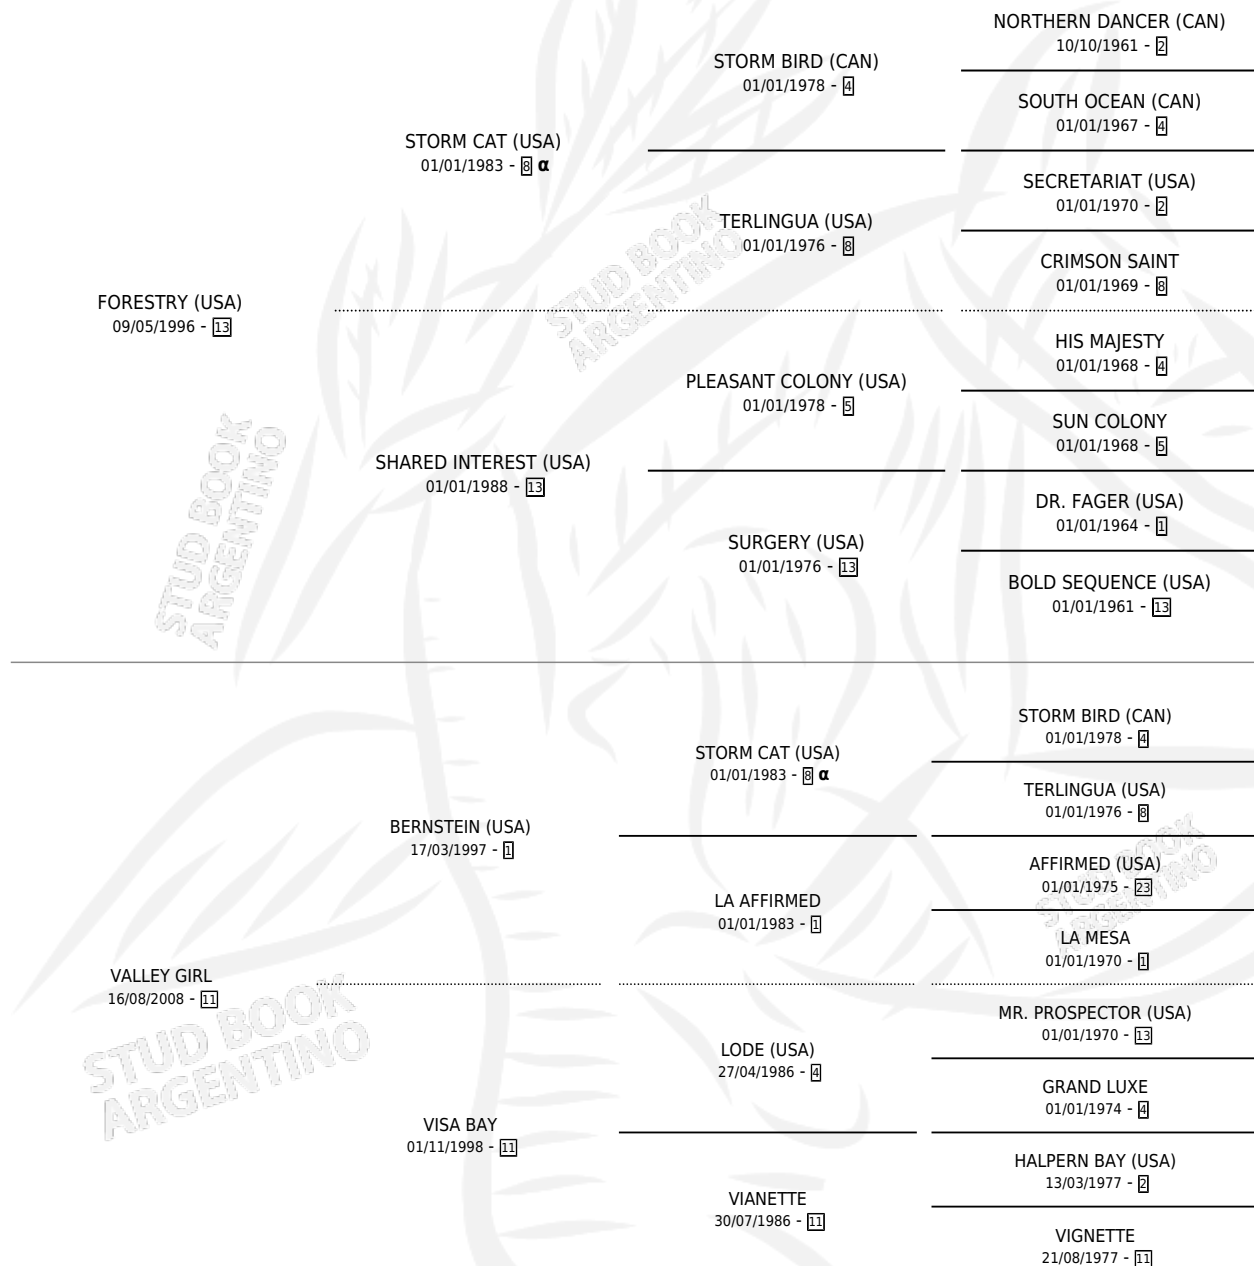 NORTHERN DANCER (CAN)
10/10/1961 - 2
STORM BIRD (CAN)
01/01/1978 - 4
SOUTH OCEAN (CAN)
01/01/1967 - 4
STORM CAT (USA)
01/01/1983 - 8 α
SECRETARIAT (USA)
01/01/1970 - 2
TERLINGUA (USA)
01/01/1976 - 8
CRIMSON SAINT
01/01/1969 - 8
FORESTRY (USA)
09/05/1996 - 13
HIS MAJESTY
01/01/1968 - 4
PLEASANT COLONY (USA)
01/01/1978 - 5
SUN COLONY
01/01/1968 - 5
SHARED INTEREST (USA)
01/01/1988 - 13
DR. FAGER (USA)
01/01/1964 - 1
SURGERY (USA)
01/01/1976 - 13
BOLD SEQUENCE (USA)
01/01/1961 - 13
STORM BIRD (CAN)
01/01/1978 - 4
STORM CAT (USA)
01/01/1983 - 8 α
TERLINGUA (USA)
01/01/1976 - 8
BERNSTEIN (USA)
17/03/1997 - 1
AFFIRMED (USA)
01/01/1975 - 23
LA AFFIRMED
01/01/1983 - 1
LA MESA
01/01/1970 - 1
VALLEY GIRL
16/08/2008 - 11
MR. PROSPECTOR (USA)
01/01/1970 - 13
LODE (USA)
27/04/1986 - 4
GRAND LUXE
01/01/1974 - 4
VISA BAY
01/11/1998 - 11
HALPERN BAY (USA)
13/03/1977 - 2
VIANETTE
30/07/1986 - 11
VIGNETTE
21/08/1977 - 11
STUD BOOK
ARGENTINO
STUD BOOK
ARGENTINO
STUD BOOK
ARGENTINO
STUD BOOK
ARGENTINO